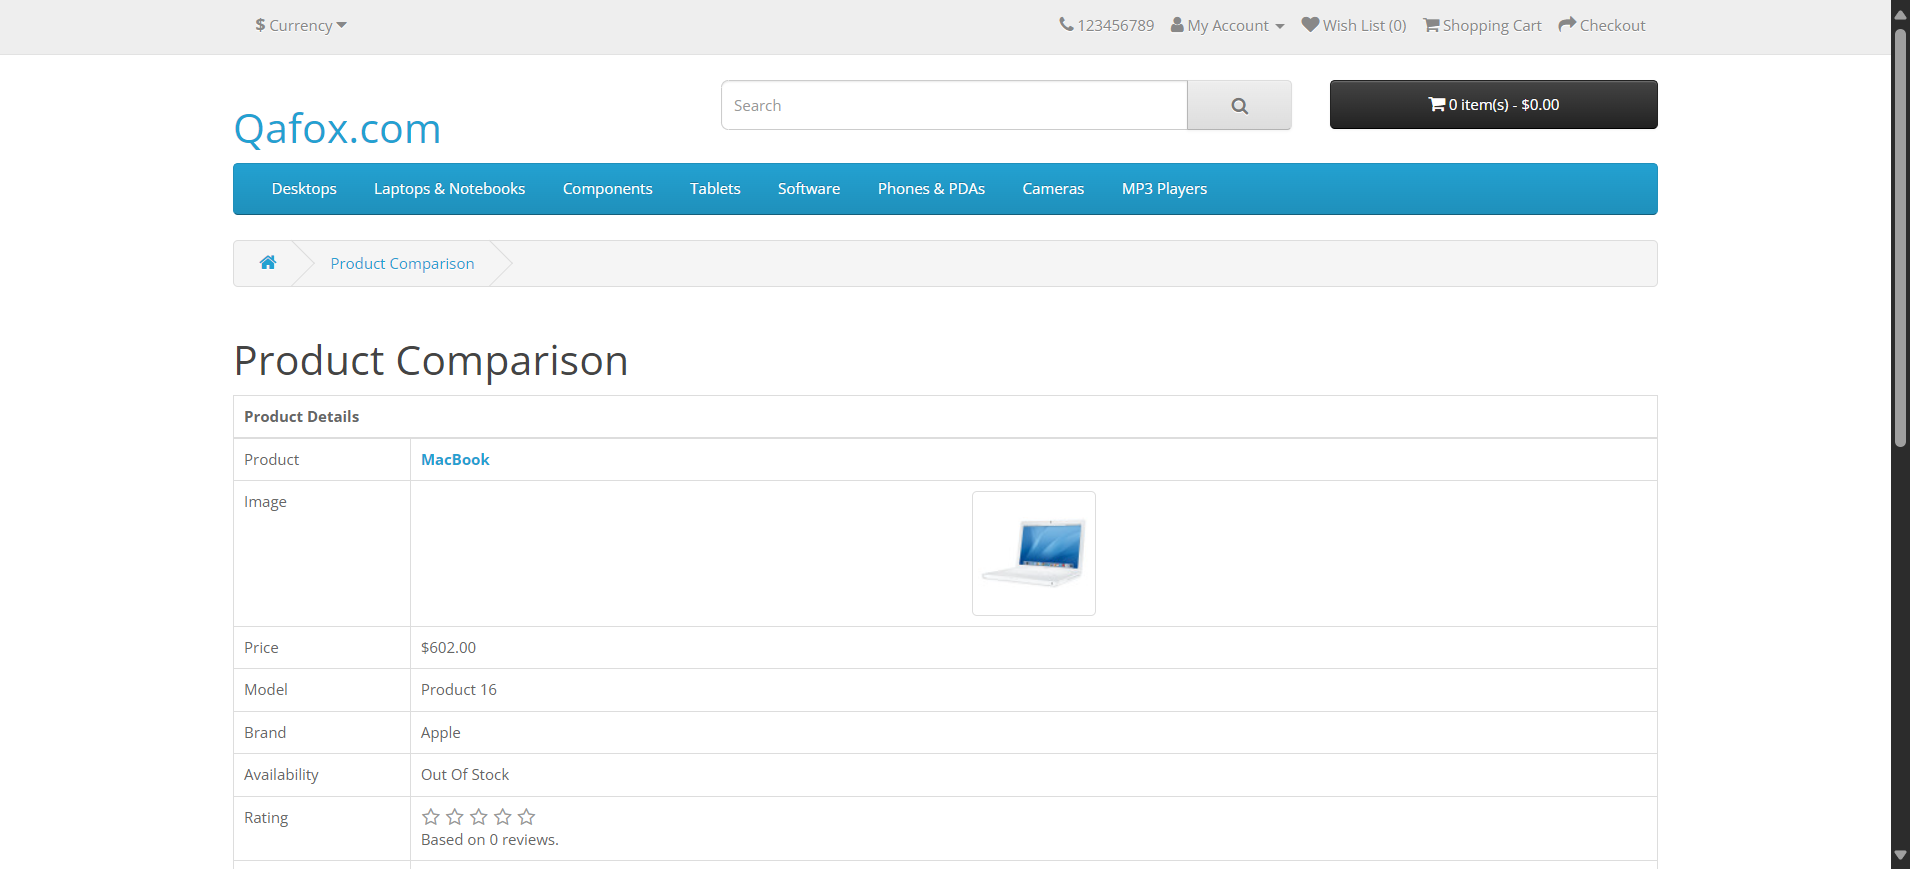 $ Currency
123456789 My Account Wish List (0) Shopping Cart Checkout
Qafox.com
Search
0 item(s) - $0.00
Desktops Laptops & Notebooks Components Tablets Software Phones & PDAs Cameras MP3 Players
Product Comparison
Product Comparison
Product Details
Product MacBook
Image
Price $602.00
Model Product 16
Brand Apple
Availability Out Of Stock
Rating
Based on 0 reviews.